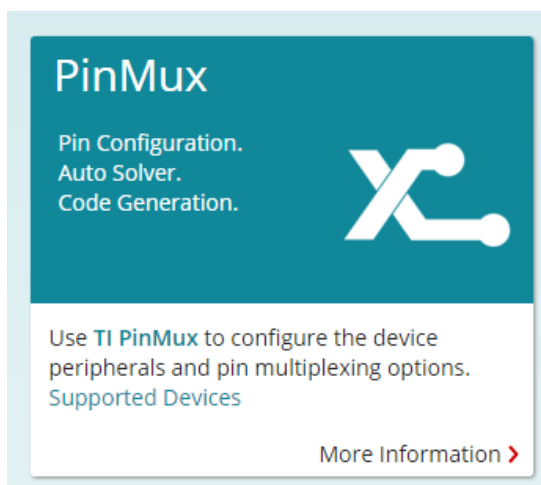 PinMux
Pin Configuration.
Auto Solver.
Code Generation.
Use TI PinMux to configure the device
peripherals and pin multiplexing options.
Supported Devices
More Information